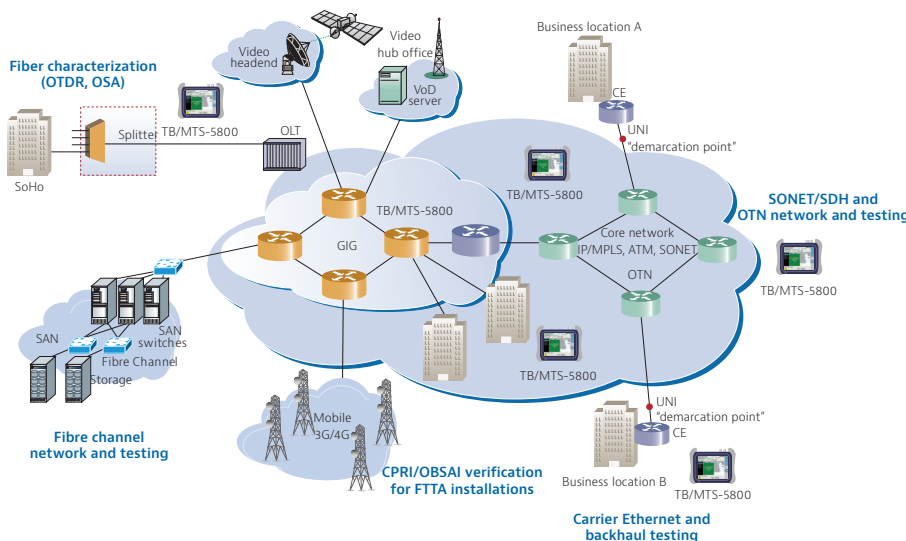 Business location A
Video
hub office
Video
headend
VoD
server
Fiber characterization
(OTDR, OSA)
CE
UNI
"demarcation point"
TB/MTS-5800
Splitter
OLT
SoHo
TB/MTS-5800
SONET/SDH and
OTN network and testing
TB/MTS-5800
GIG
Core network
IP/MPLS, ATM, SONET
OTN
TB/MTS-5800
SAN
SAN
switches
Fibre Channel
Storage
TB/MTS-5800
Mobile
3G/4G
UNI
"demarcation point"
CE
Fibre channel
network and testing
CPRI/OBSAI verification
for FTTA installations
Business location B
TB/MTS-5800
Carrier Ethernet and
backhaul testing